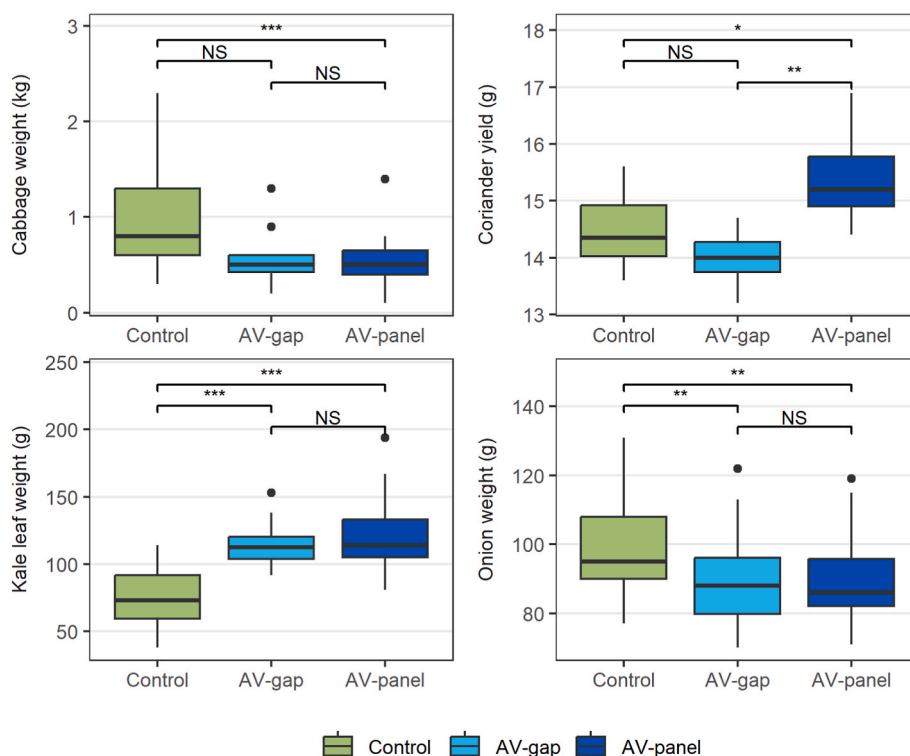 Cabbage weight (kg)
3
2
1
0
***
NS
NS
Control AV-gap AV-panel
Coriander yield (g)
18
17
16
15
14
13
*
NS
**
Control AV-gap AV-panel
Kale leaf weight (g)
250
200
150
100
50
***
***
NS
Control AV-gap AV-panel
Onion weight (g)
140
120
100
80
**
**
NS
Control AV-gap AV-panel
Control AV-gap AV-panel